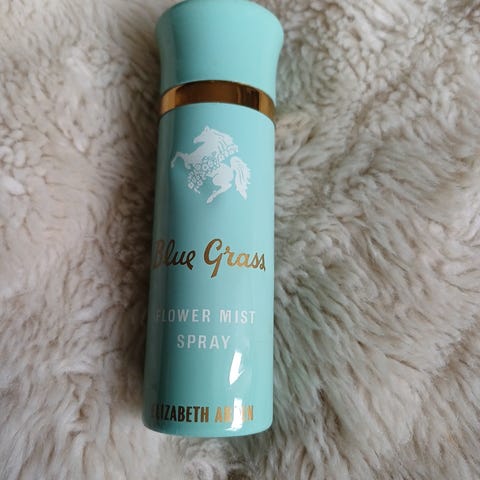 Blue Grass
FLOWER MIST
SPRAY
ELIZABETH ARDEN